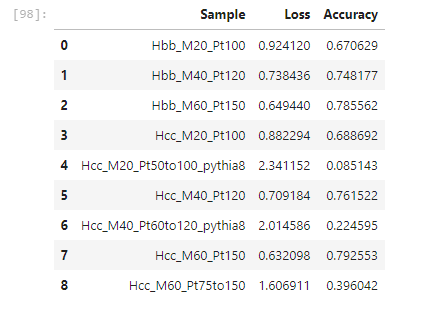 [98]:
Sample Loss Accuracy
0 Hbb_M20_Pt100 0.924120 0.670629
1 Hbb_M40_Pt120 0.738436 0.748177
2 Hbb_M60_Pt150 0.649440 0.785562
3 Hcc_M20_Pt100 0.882294 0.688692
4 Hcc_M20_Pt50to100_pythia8 2.341152 0.085143
5 Hcc_M40_Pt120 0.709184 0.761522
6 Hcc_M40_Pt60to120_pythia8 2.014586 0.224595
7 Hcc_M60_Pt150 0.632098 0.792553
8 Hcc_M60_Pt75to150 1.606911 0.396042